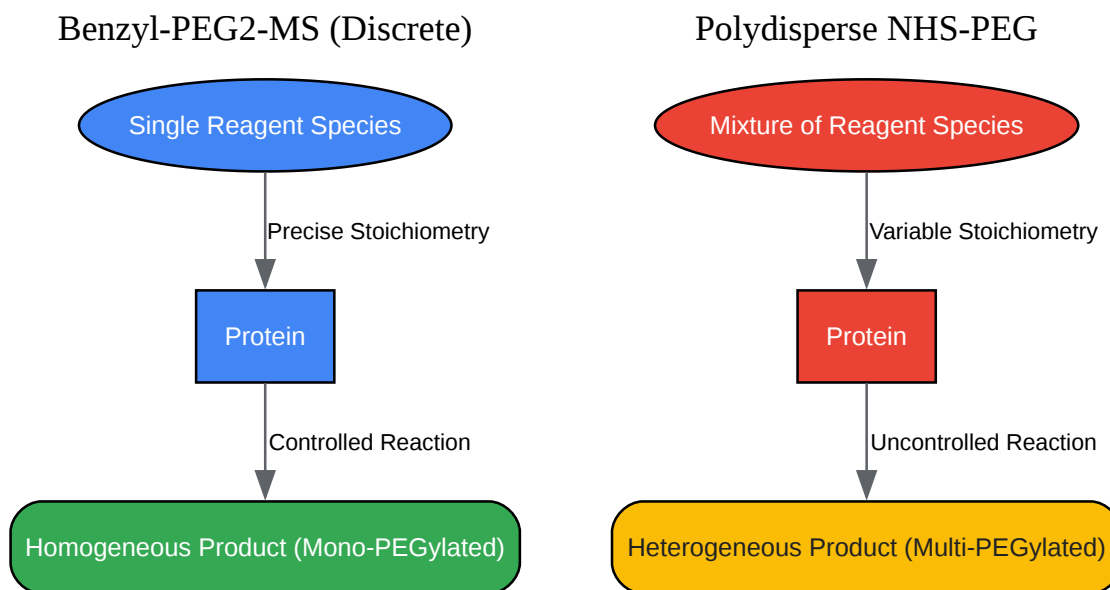 Benzyl-PEG2-MS (Discrete)
Single Reagent Species
Precise Stoichiometry
Protein
Controlled Reaction
Homogeneous Product (Mono-PEGylated)
Polydisperse NHS-PEG
Mixture of Reagent Species
Variable Stoichiometry
Protein
Uncontrolled Reaction
Heterogeneous Product (Multi-PEGylated)